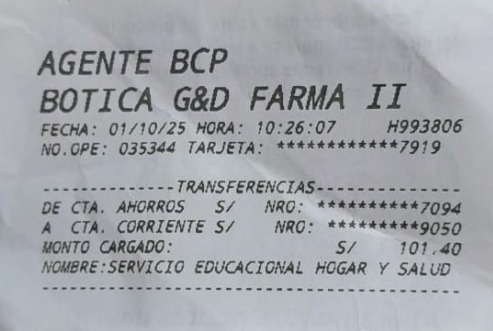 AGENTE BCP
BOTICA G&D FARMA II
FECHA: 01/10/25 HORA: 10:26:07 H993806
NO.OPE: 035344 TARJETA: ************7919
--------------TRANSFERENCIAS---------------
DE CTA. AHORROS S/ NRO: **********7094
A CTA. CORRIENTE S/ NRO: *********9050
MONTO CARGADO: S/ 101.40
NOMBRE:SERVICIO EDUCACIONAL HOGAR Y SALUD
-------------------------------------------